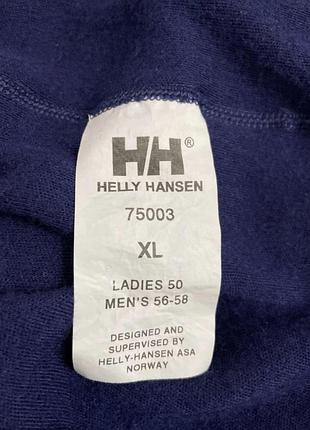 HH®
HELLY HANSEN
75003
XL
LADIES 50
MEN'S 56-58
DESIGNED AND
SUPERVISED BY
HELLY-HANSEN ASA
NORWAY